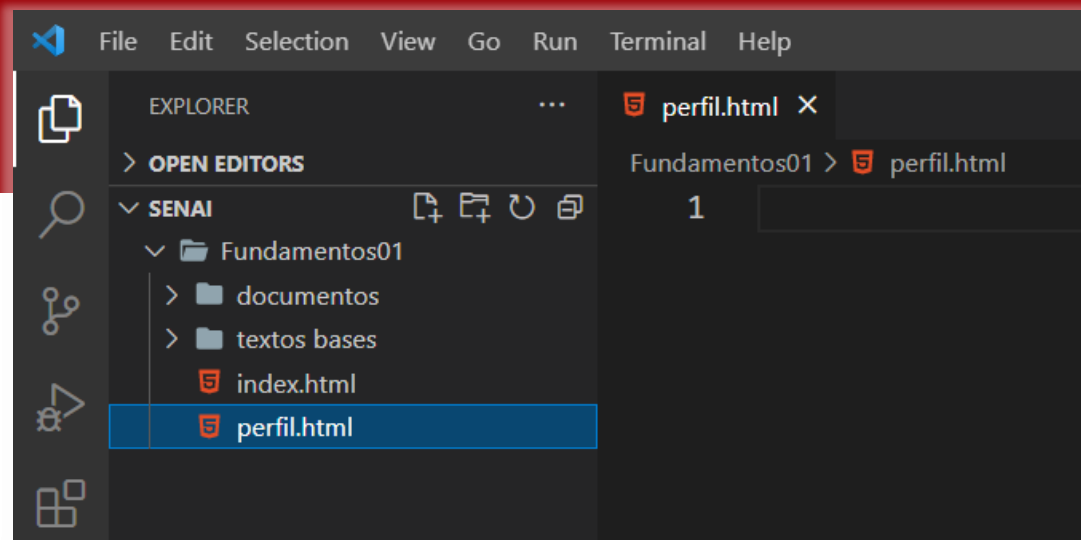 File Edit Selection View Go Run Terminal Help
EXPLORER ...
OPEN EDITORS
SENAI
Fundamentos01
documentos
textos bases
index.html
perfil.html
perfil.html
Fundamentos01 > perfil.html
1